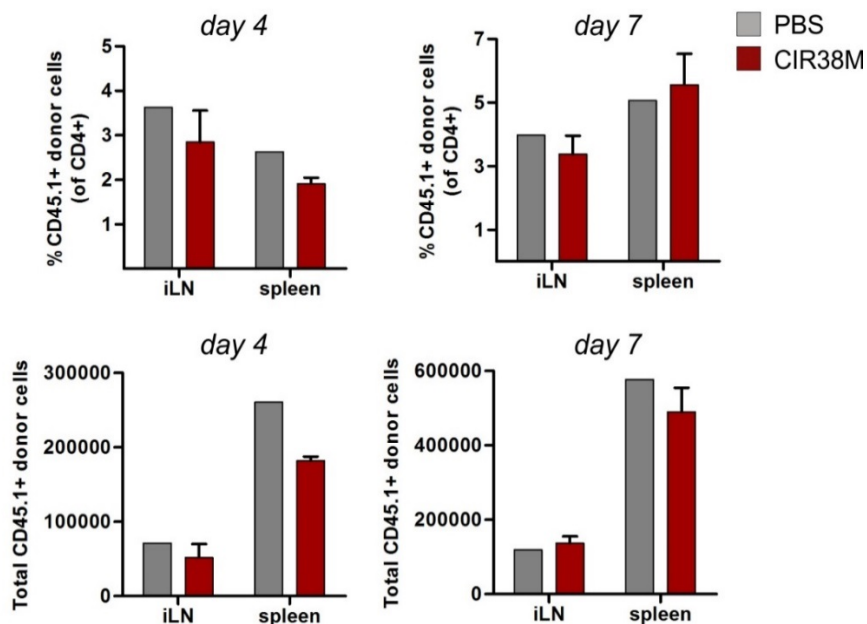 day 4
% CD45.1+ donor cells
(of CD4+)
5
4
3
2
1
iLN
spleen
day 7
% CD45.1+ donor cells
(of CD4+)
7
5
3
1
iLN
spleen
PBS
CIR38M
day 4
Total CD45.1+ donor cells
300000
200000
100000
0
iLN
spleen
day 7
Total CD45.1+ donor cells
600000
400000
200000
0
iLN
spleen